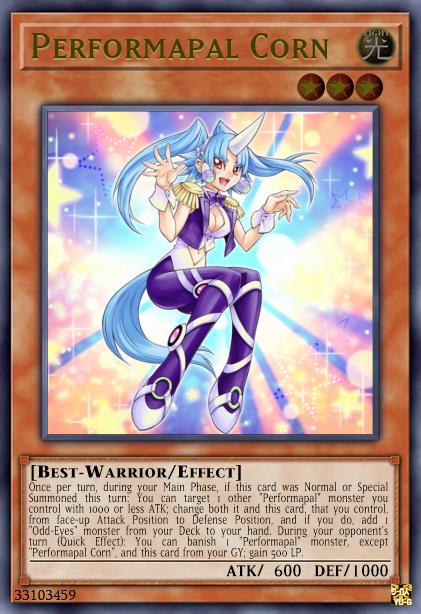 PERFORMAPAL CORN
LIGHT
光
[BEST-WARRIOR/EFFECT]
Once per turn, during your Main Phase, if this card was Normal or Special
Summoned this turn: You can target 1 other "Performapal" monster you
control with 1000 or less ATK; change both it and this card, that you control,
from face-up Attack Position to Defense Position, and if you do, add 1
"Odd-Eyes" monster from your Deck to your hand. During your opponent's
turn (Quick Effect): You can banish 1 "Performapal" monster, except
"Performapal Corn", and this card from your GY; gain 500 LP.
ATK/ 600 DEF/1000
33103459